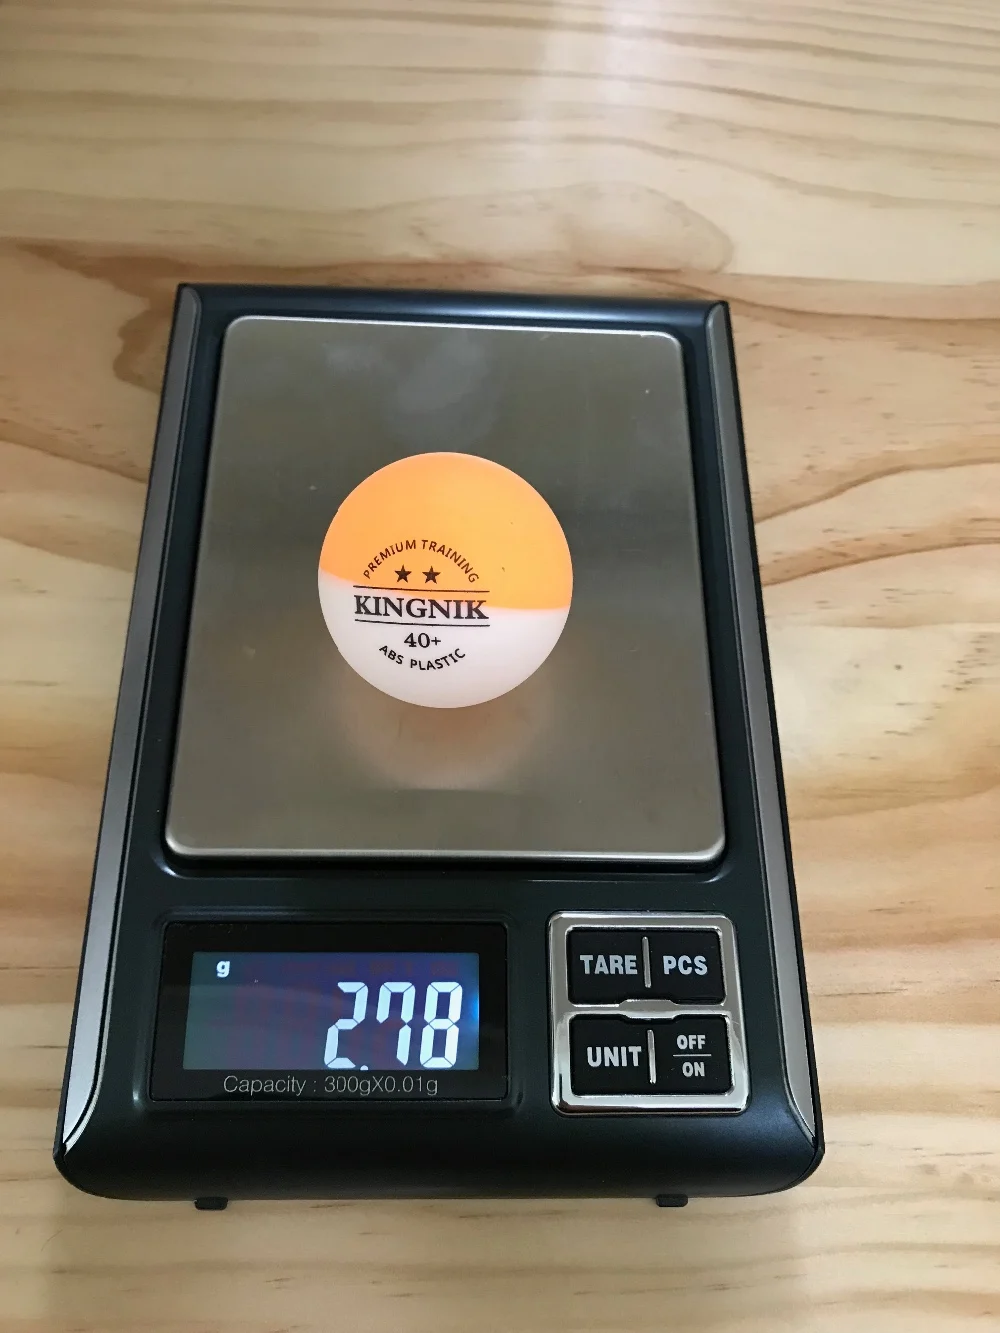 PREMIUM TRAINING
★★
KINGNIK
40+
ABS PLASTIC
g
2.78
Capacity : 300gX0.01g
TARE PCS
UNIT OFF
ON